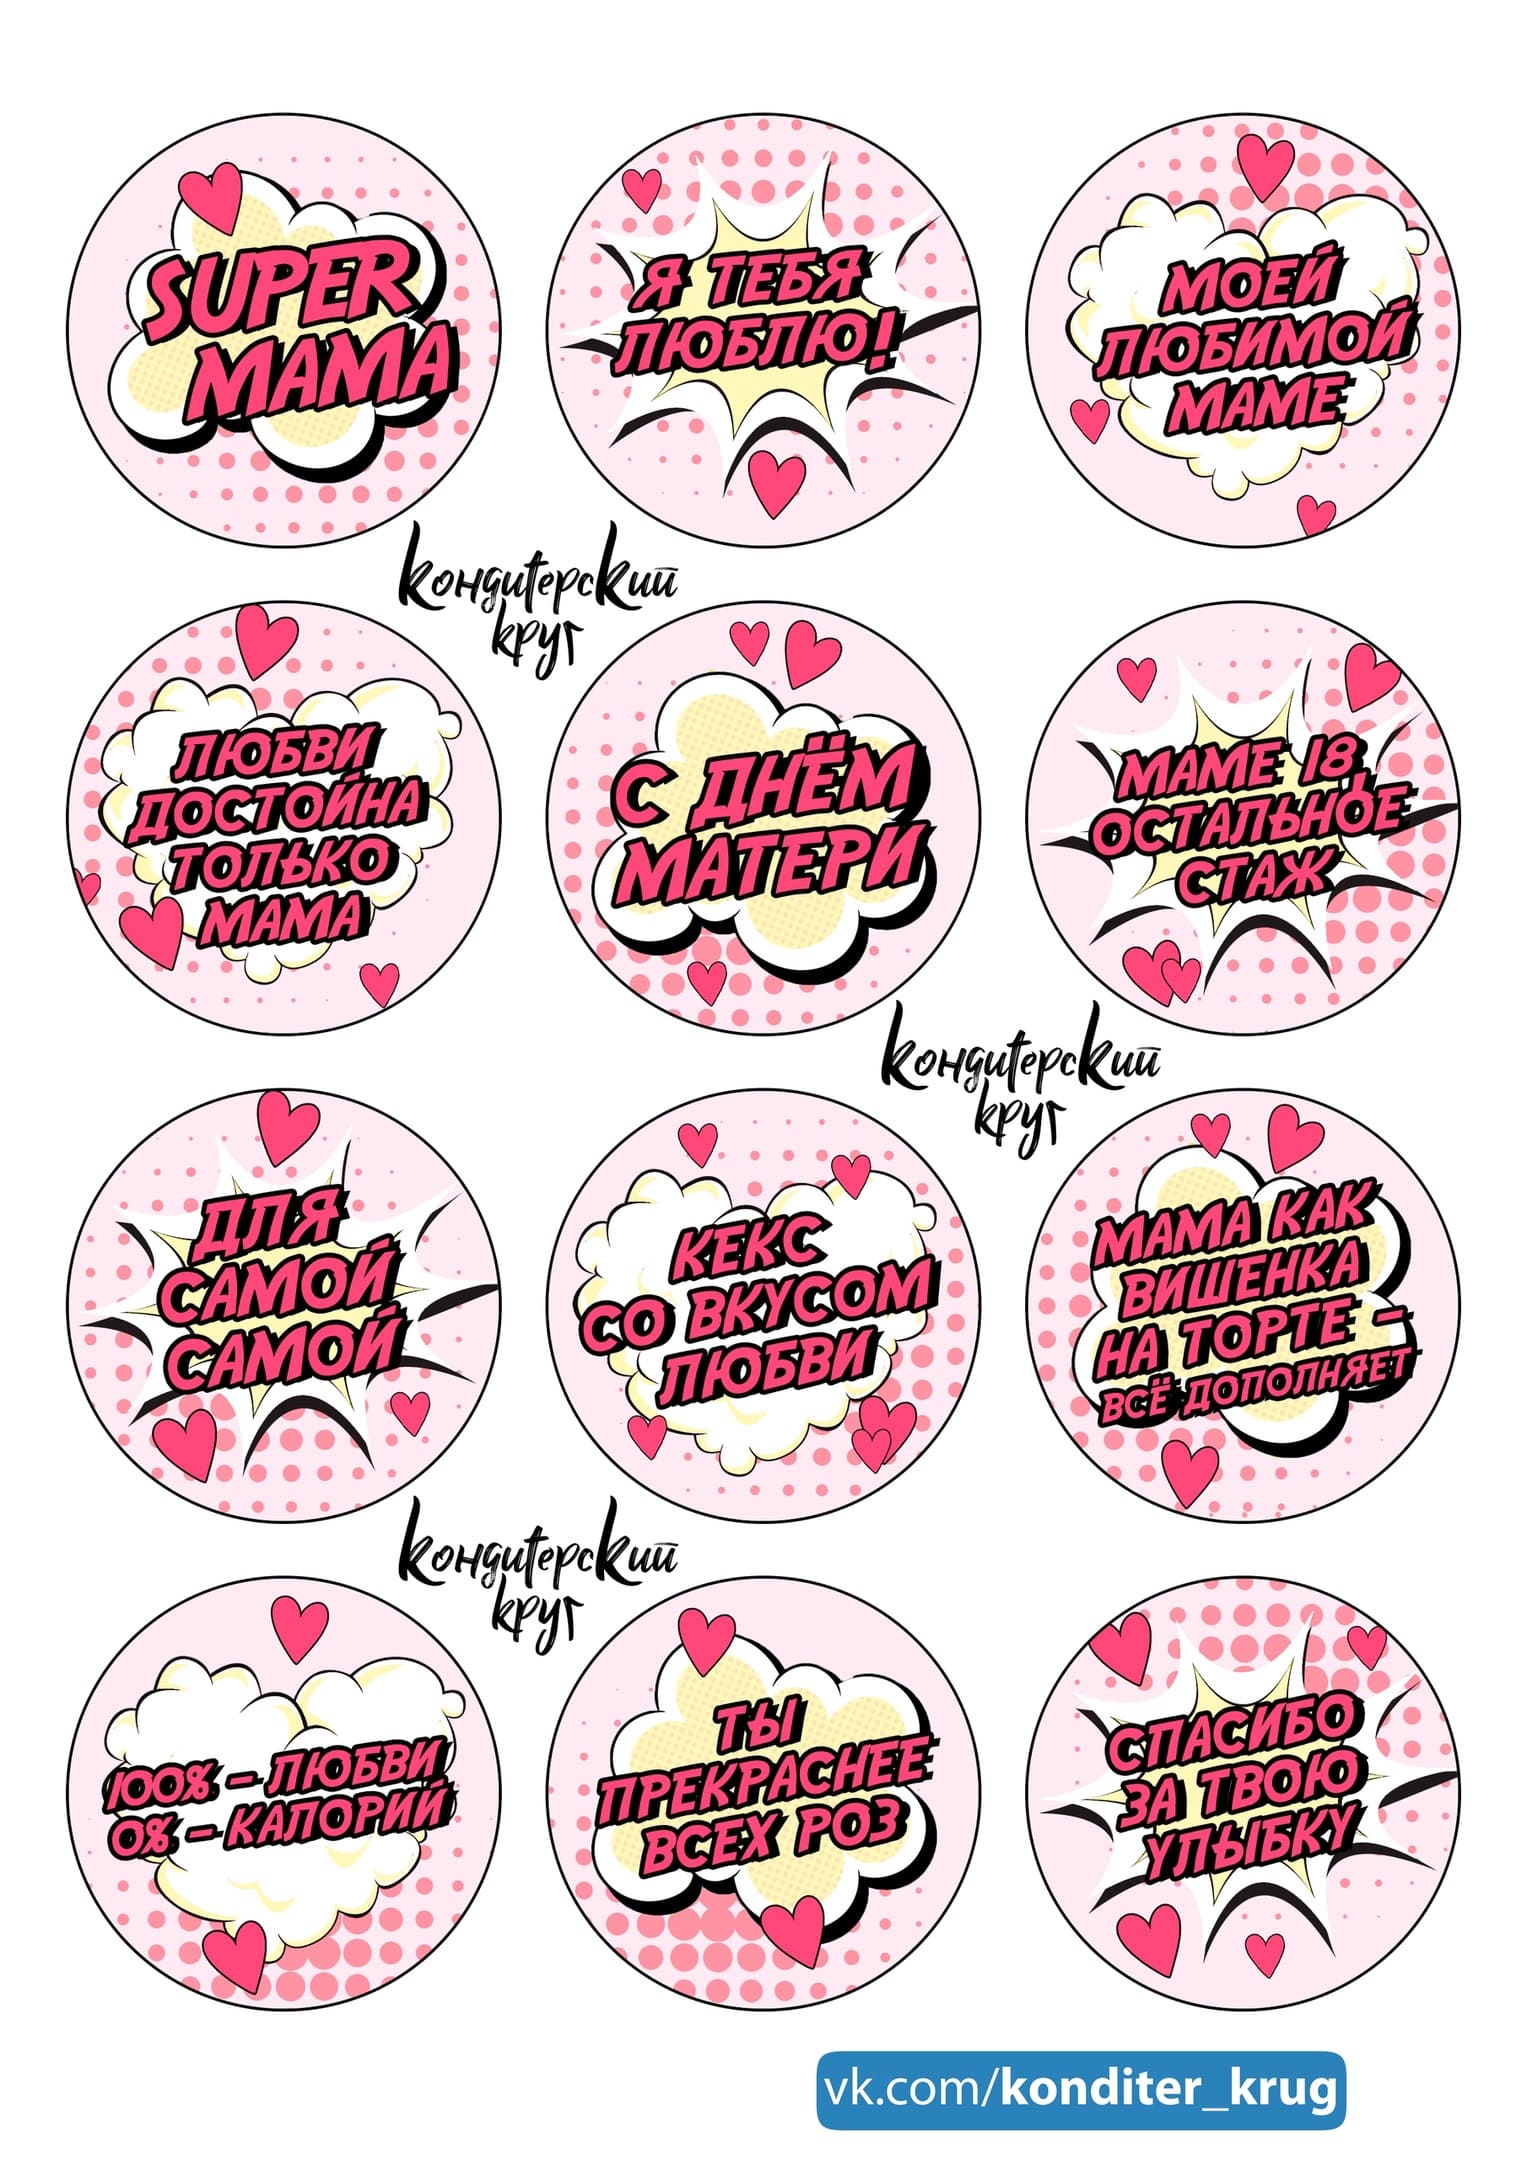 SUPER
МАМА
Я ТЕБЯ
ЛЮБЛЮ!
МОЕЙ
ЛЮБИМОЙ
МАМЕ
кондитерский
круг
ЛЮБВИ
ДОСТОЙНА
ТОЛЬКО
МАМА
С ДНЁМ
МАТЕРИ
МАМЕ 18,
ОСТАЛЬНОЕ
СТАЖ
кондитерский
круг
ДЛЯ
САМОЙ
САМОЙ
КЕКС
СО ВКУСОМ
ЛЮБВИ
МАМА КАК
ВИШЕНКА
НА ТОРТЕ -
ВСЁ ДОПОЛНЯЕТ
кондитерский
круг
100% - ЛЮБВИ
0% - КАЛОРИЙ
ТЫ
ПРЕКРАСНЕЕ
ВСЕХ РОЗ
СПАСИБО
ЗА ТВОЮ
УЛЫБКУ
vk.com/konditer_krug